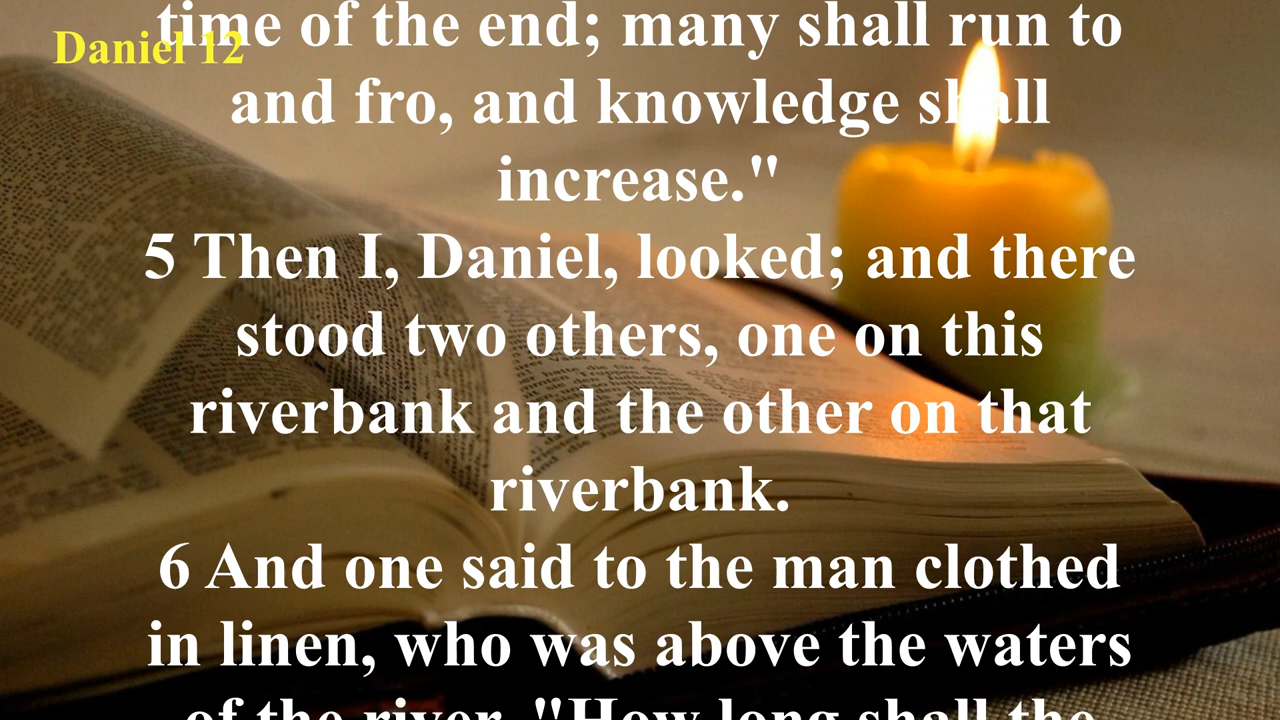 Daniel 12
time of the end; many shall run to
and fro, and knowledge shall
increase."
5 Then I, Daniel, looked; and there
stood two others, one on this
riverbank and the other on that
riverbank.
6 And one said to the man clothed
in linen, who was above the waters
of the river, "How long shall the